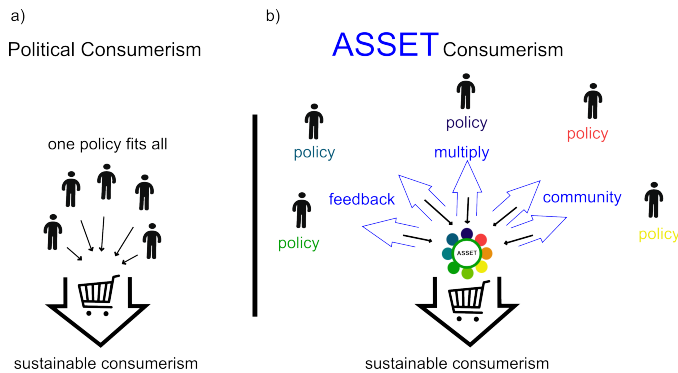 a)
Political Consumerism
one policy fits all
sustainable consumerism
b)
ASSET Consumerism
policy
policy
policy
multiply
feedback
community
policy
policy
ASSET
sustainable consumerism